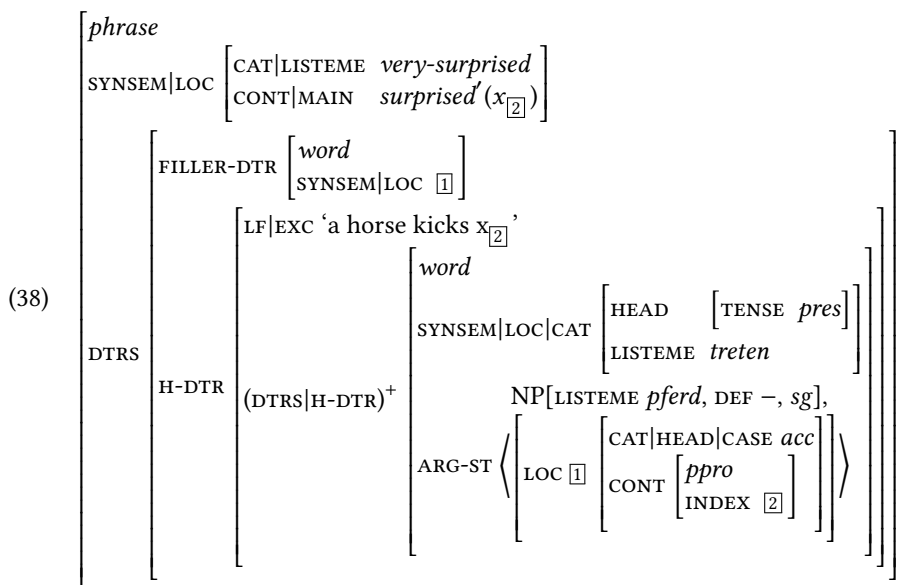 phrase
SYNSEM|LOC [CAT|LISTEME very-surprised
CONT|MAIN surprised′(x[2])]
FILLER-DTR [word
SYNSEM|LOC [1]]
LF|EXC ‘a horse kicks x[2]’
word
SYNSEM|LOC|CAT [HEAD [TENSE pres]
LISTEME treten]
(38) DTRS H-DTR (DTRS|H-DTR)⁺
NP[LISTEME pferd, DEF −, sg],
ARG-ST ⟨[LOC [1] [CAT|HEAD|CASE acc
CONT [ppro
INDEX [2]]]]⟩